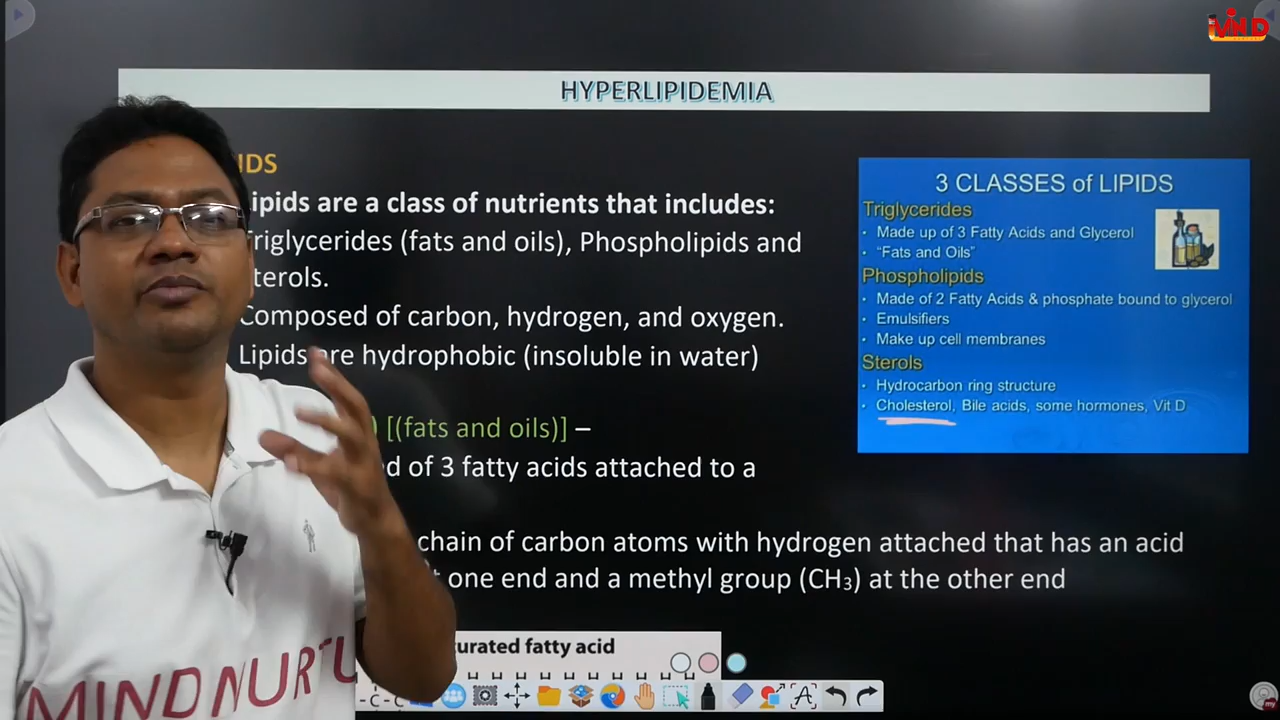 HYPERLIPIDEMIA
Lipids are a class of nutrients that includes:
Triglycerides (fats and oils), Phospholipids and
Sterols.
Composed of carbon, hydrogen, and oxygen.
Lipids are hydrophobic (insoluble in water)
[(fats and oils)] –
of 3 fatty acids attached to a
chain of carbon atoms with hydrogen attached that has an acid
one end and a methyl group (CH₃) at the other end
fatty acid
3 CLASSES of LIPIDS
Triglycerides
• Made up of 3 Fatty Acids and Glycerol
• “Fats and Oils”
Phospholipids
• Made of 2 Fatty Acids & phosphate bound to glycerol
• Emulsifiers
• Make up cell membranes
Sterols
• Hydrocarbon ring structure
• Cholesterol, Bile acids, some hormones, Vit D
MIND NURTU